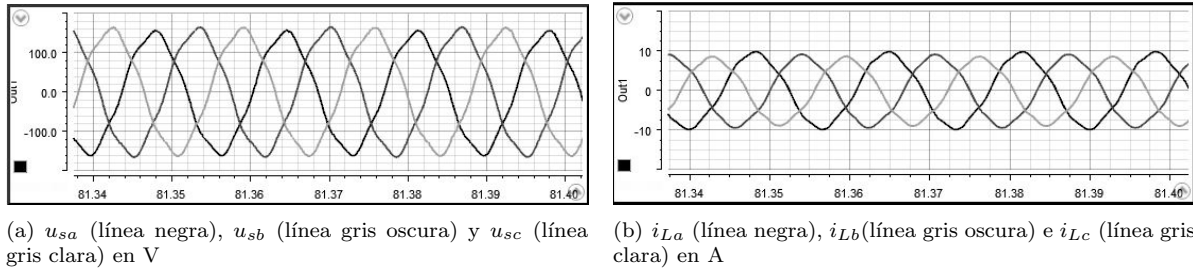 100.0
0.0
-100.0
Out1
81.34 81.35 81.36 81.37 81.38 81.39 81.40
10
0
-10
Out1
81.34 81.35 81.36 81.37 81.38 81.39 81.40
(a) u_sa (línea negra), u_sb (línea gris oscura) y u_sc (línea
gris clara) en V
(b) i_La (línea negra), i_Lb(línea gris oscura) e i_Lc (línea gris
clara) en A